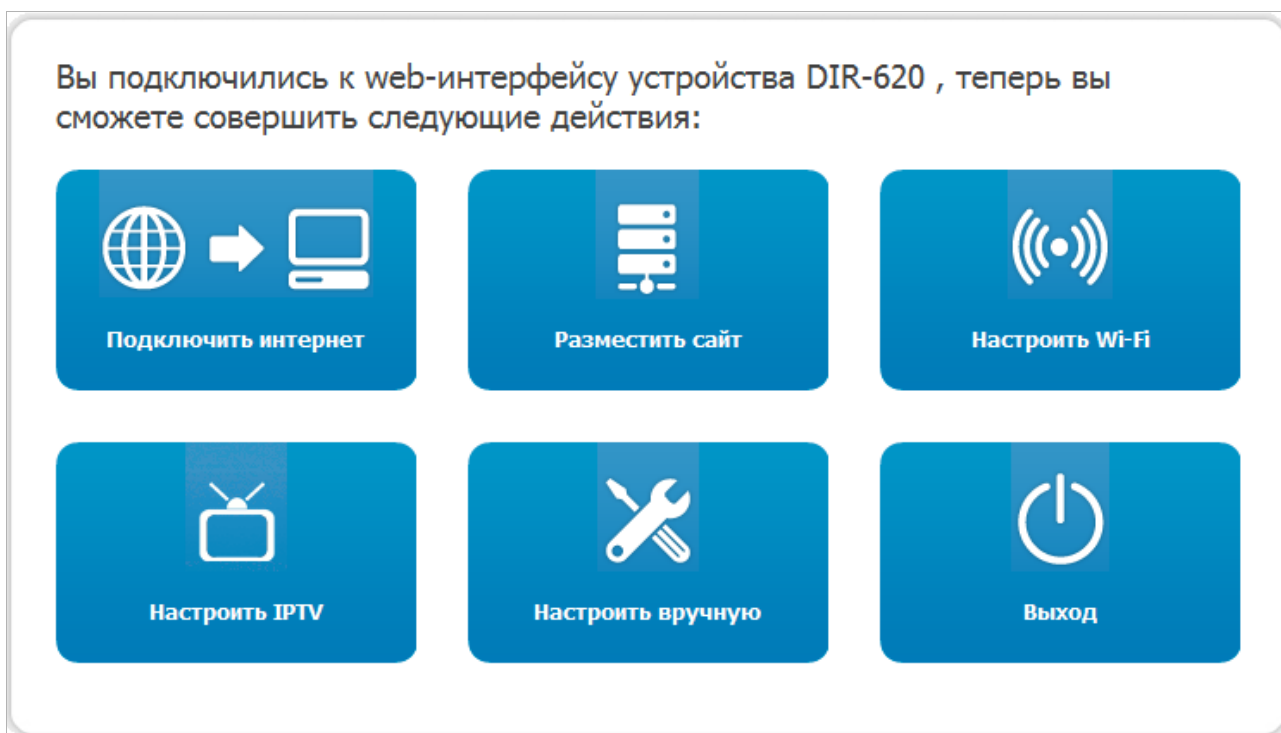 Вы подключились к web-интерфейсу устройства DIR-620 , теперь вы
сможете совершить следующие действия:
Подключить интернет
Разместить сайт
Настроить Wi-Fi
Настроить IPTV
Настроить вручную
Выход